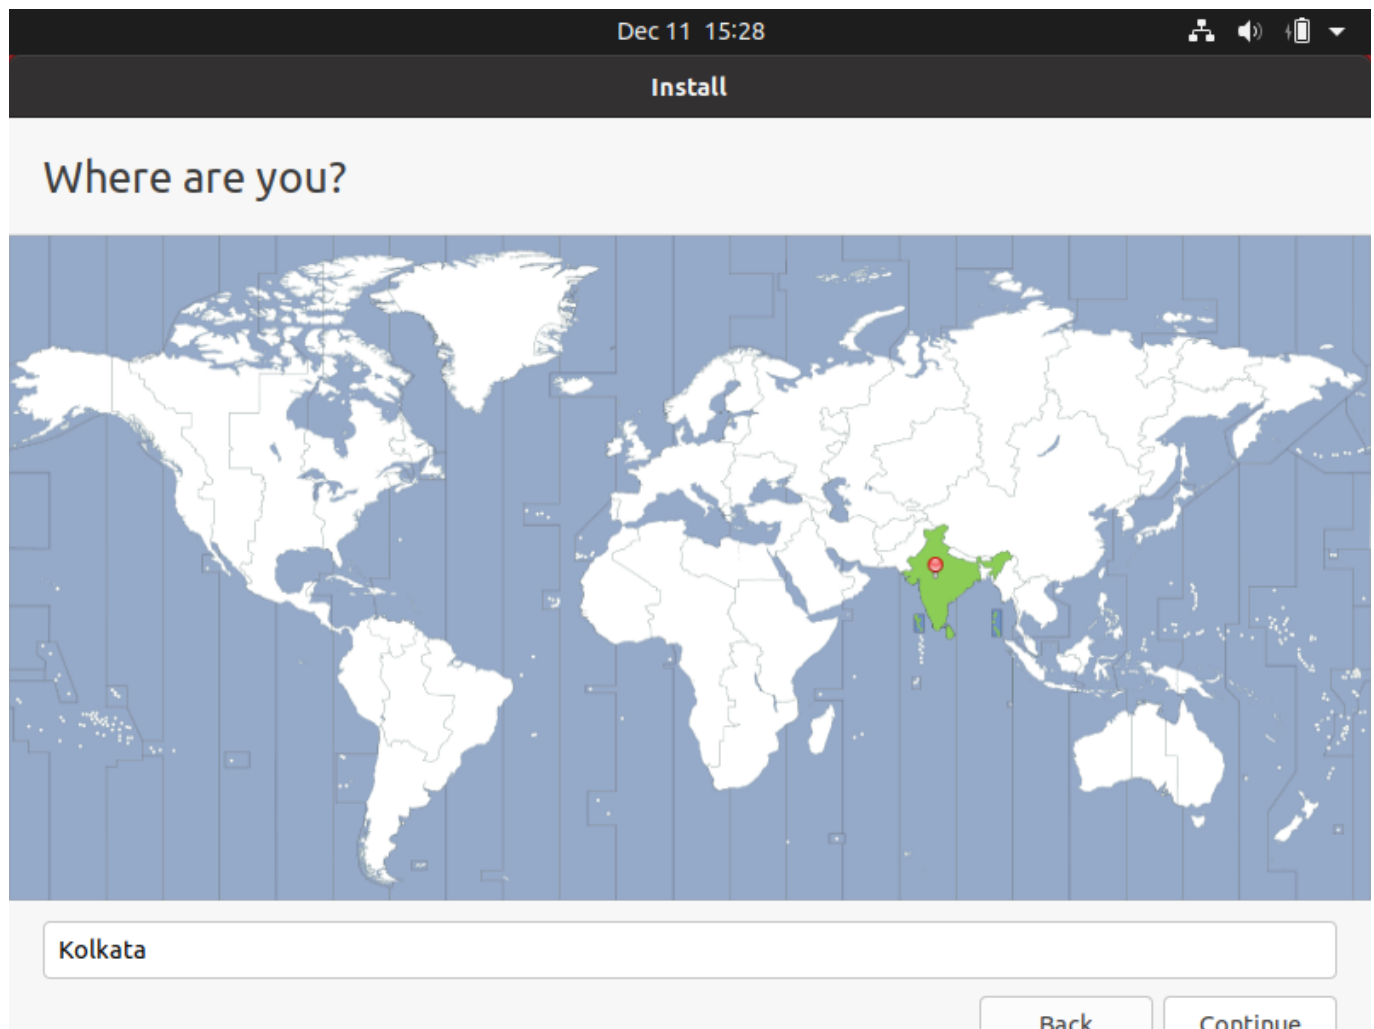 Dec 11 15:28
Install
Where are you?
Kolkata
Back
Continue